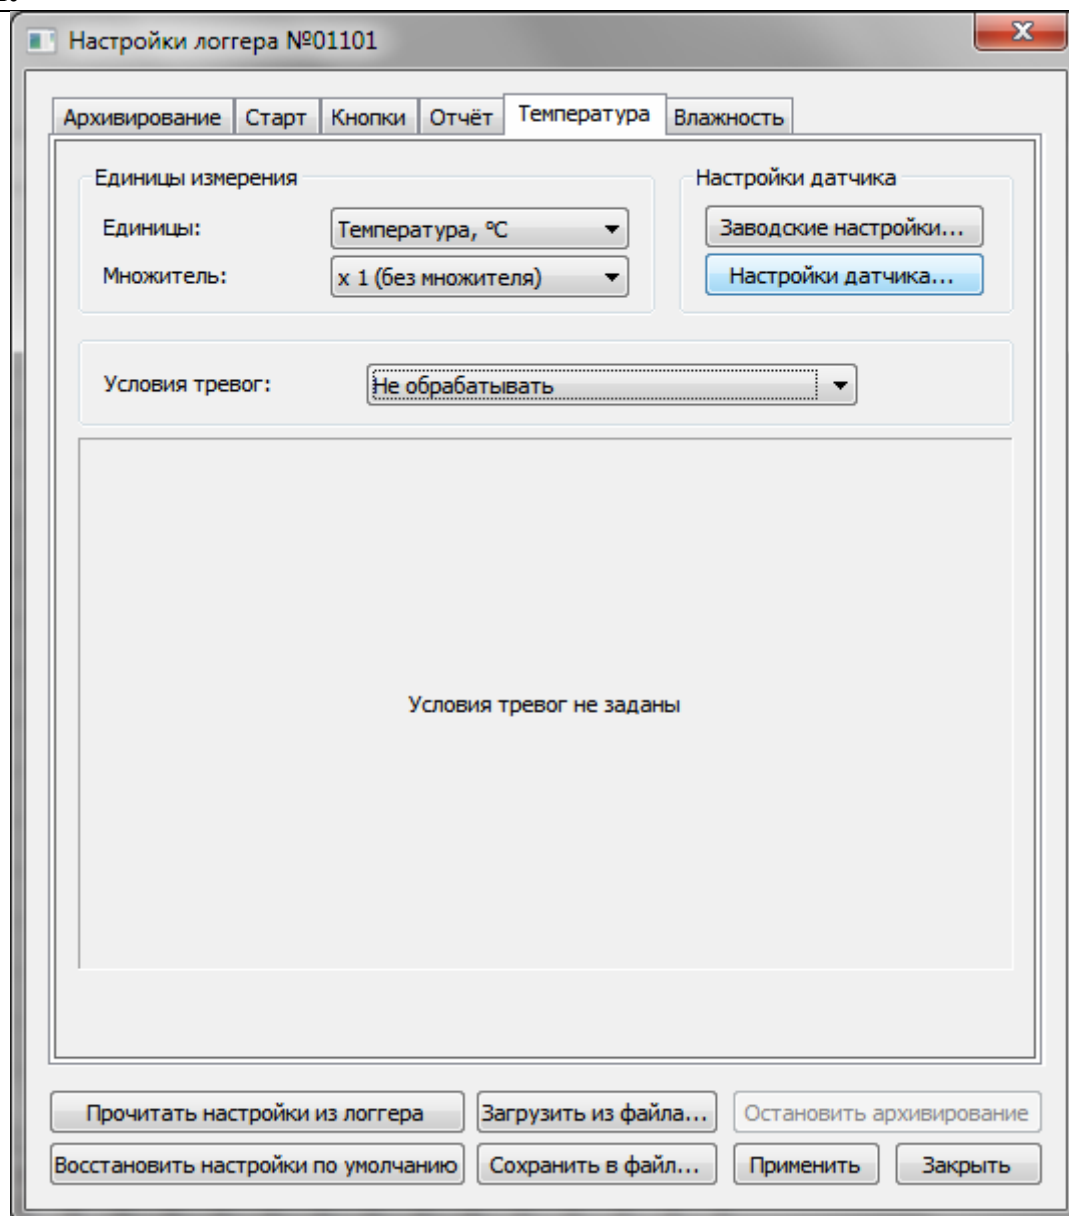 Настройки логгера №01101
Архивирование Старт Кнопки Отчёт Температура Влажность
Единицы измерения
Единицы: Температура, °C
Множитель: x 1 (без множителя)
Настройки датчика
Заводские настройки...
Настройки датчика...
Условия тревог: Не обрабатывать
Условия тревог не заданы
Прочитать настройки из логгера Загрузить из файла... Остановить архивирование
Восстановить настройки по умолчанию Сохранить в файл... Применить Закрыть